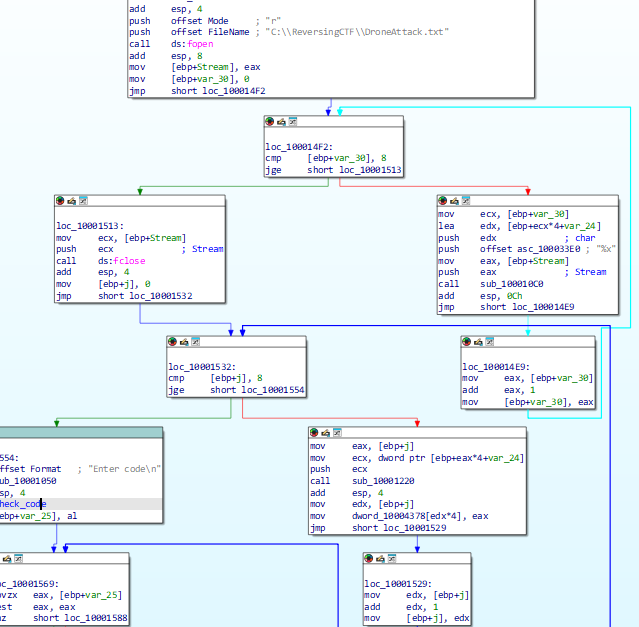 add esp, 4
push offset Mode ; "r"
push offset FileName ; "C:\\ReversingCTF\\DroneAttack.txt"
call ds:fopen
add esp, 8
mov [ebp+Stream], eax
mov [ebp+var_30], 0
jmp short loc_100014F2
loc_100014F2:
cmp [ebp+var_30], 8
jge short loc_10001513
loc_10001513:
mov ecx, [ebp+Stream]
push ecx ; Stream
call ds:fclose
add esp, 4
mov [ebp+j], 0
jmp short loc_10001532
mov ecx, [ebp+var_30]
lea edx, [ebp+ecx*4+var_24]
push edx ; char
push offset asc_100033E0 ; "%x"
mov eax, [ebp+Stream]
push eax ; Stream
call sub_100010C0
add esp, 0Ch
jmp short loc_100014E9
loc_10001532:
cmp [ebp+j], 8
jge short loc_10001554
loc_100014E9:
mov eax, [ebp+var_30]
add eax, 1
mov [ebp+var_30], eax
554:
ffset Format ; "Enter code\n"
ub_10001050
sp, 4
heck_code
ebp+var_25], al
mov eax, [ebp+j]
mov ecx, dword ptr [ebp+eax*4+var_24]
push ecx
call sub_10001220
add esp, 4
mov edx, [ebp+j]
mov dword_10004378[edx*4], eax
jmp short loc_10001529
oc_10001569:
ovzx eax, [ebp+var_25]
est eax, eax
nz short loc_10001588
loc_10001529:
mov edx, [ebp+j]
add edx, 1
mov [ebp+j], edx